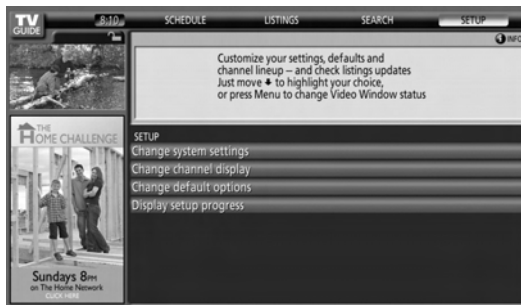 TV GUIDE
8:10
SCHEDULE LISTINGS SEARCH SETUP
INFO
Customize your settings, defaults and
channel lineup – and check listings updates
Just move ⬇ to highlight your choice,
or press Menu to change Video Window status
THE
HOME CHALLENGE
Sundays 8PM
on The Home Network
CLICK HERE
SETUP
Change system settings
Change channel display
Change default options
Display setup progress